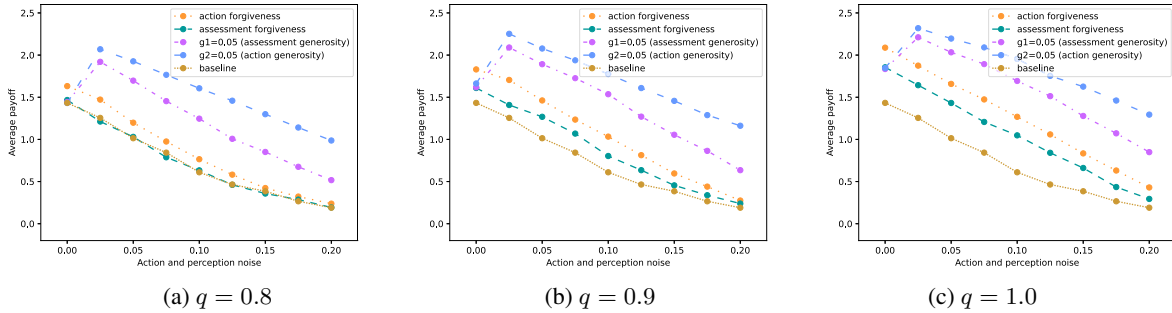 2.5
2.0
1.5
1.0
0.5
0.0
Average payoff
action forgiveness
assessment forgiveness
g1=0,05 (assessment generosity)
g2=0,05 (action generosity)
baseline
0.00 0.05 0.10 0.15 0.20
Action and perception noise
(a) q = 0.8
2.5
2.0
1.5
1.0
0.5
0.0
Average payoff
action forgiveness
assessment forgiveness
g1=0,05 (assessment generosity)
g2=0,05 (action generosity)
baseline
0.00 0.05 0.10 0.15 0.20
Action and perception noise
(b) q = 0.9
2.5
2.0
1.5
1.0
0.5
0.0
Average payoff
action forgiveness
assessment forgiveness
g1=0,05 (assessment generosity)
g2=0,05 (action generosity)
baseline
0.00 0.05 0.10 0.15 0.20
Action and perception noise
(c) q = 1.0